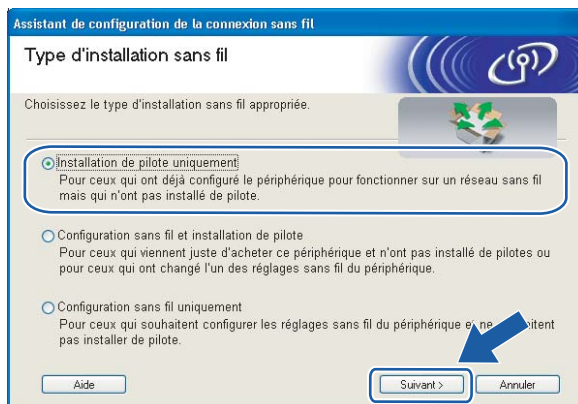 Assistant de configuration de la connexion sans fil
Type d'installation sans fil
Choisissez le type d'installation sans fil appropriée.
Installation de pilote uniquement
Pour ceux qui ont déjà configuré le périphérique pour fonctionner sur un réseau sans fil
mais qui n'ont pas installé de pilote.
Configuration sans fil et installation de pilote
Pour ceux qui viennent juste d'acheter ce périphérique et n'ont pas installé de pilotes ou
pour ceux qui ont changé l'un des réglages sans fil du périphérique.
Configuration sans fil uniquement
Pour ceux qui souhaitent configurer les réglages sans fil du périphérique et ne
pas installer de pilote.
Aide
Suivant >
Annuler